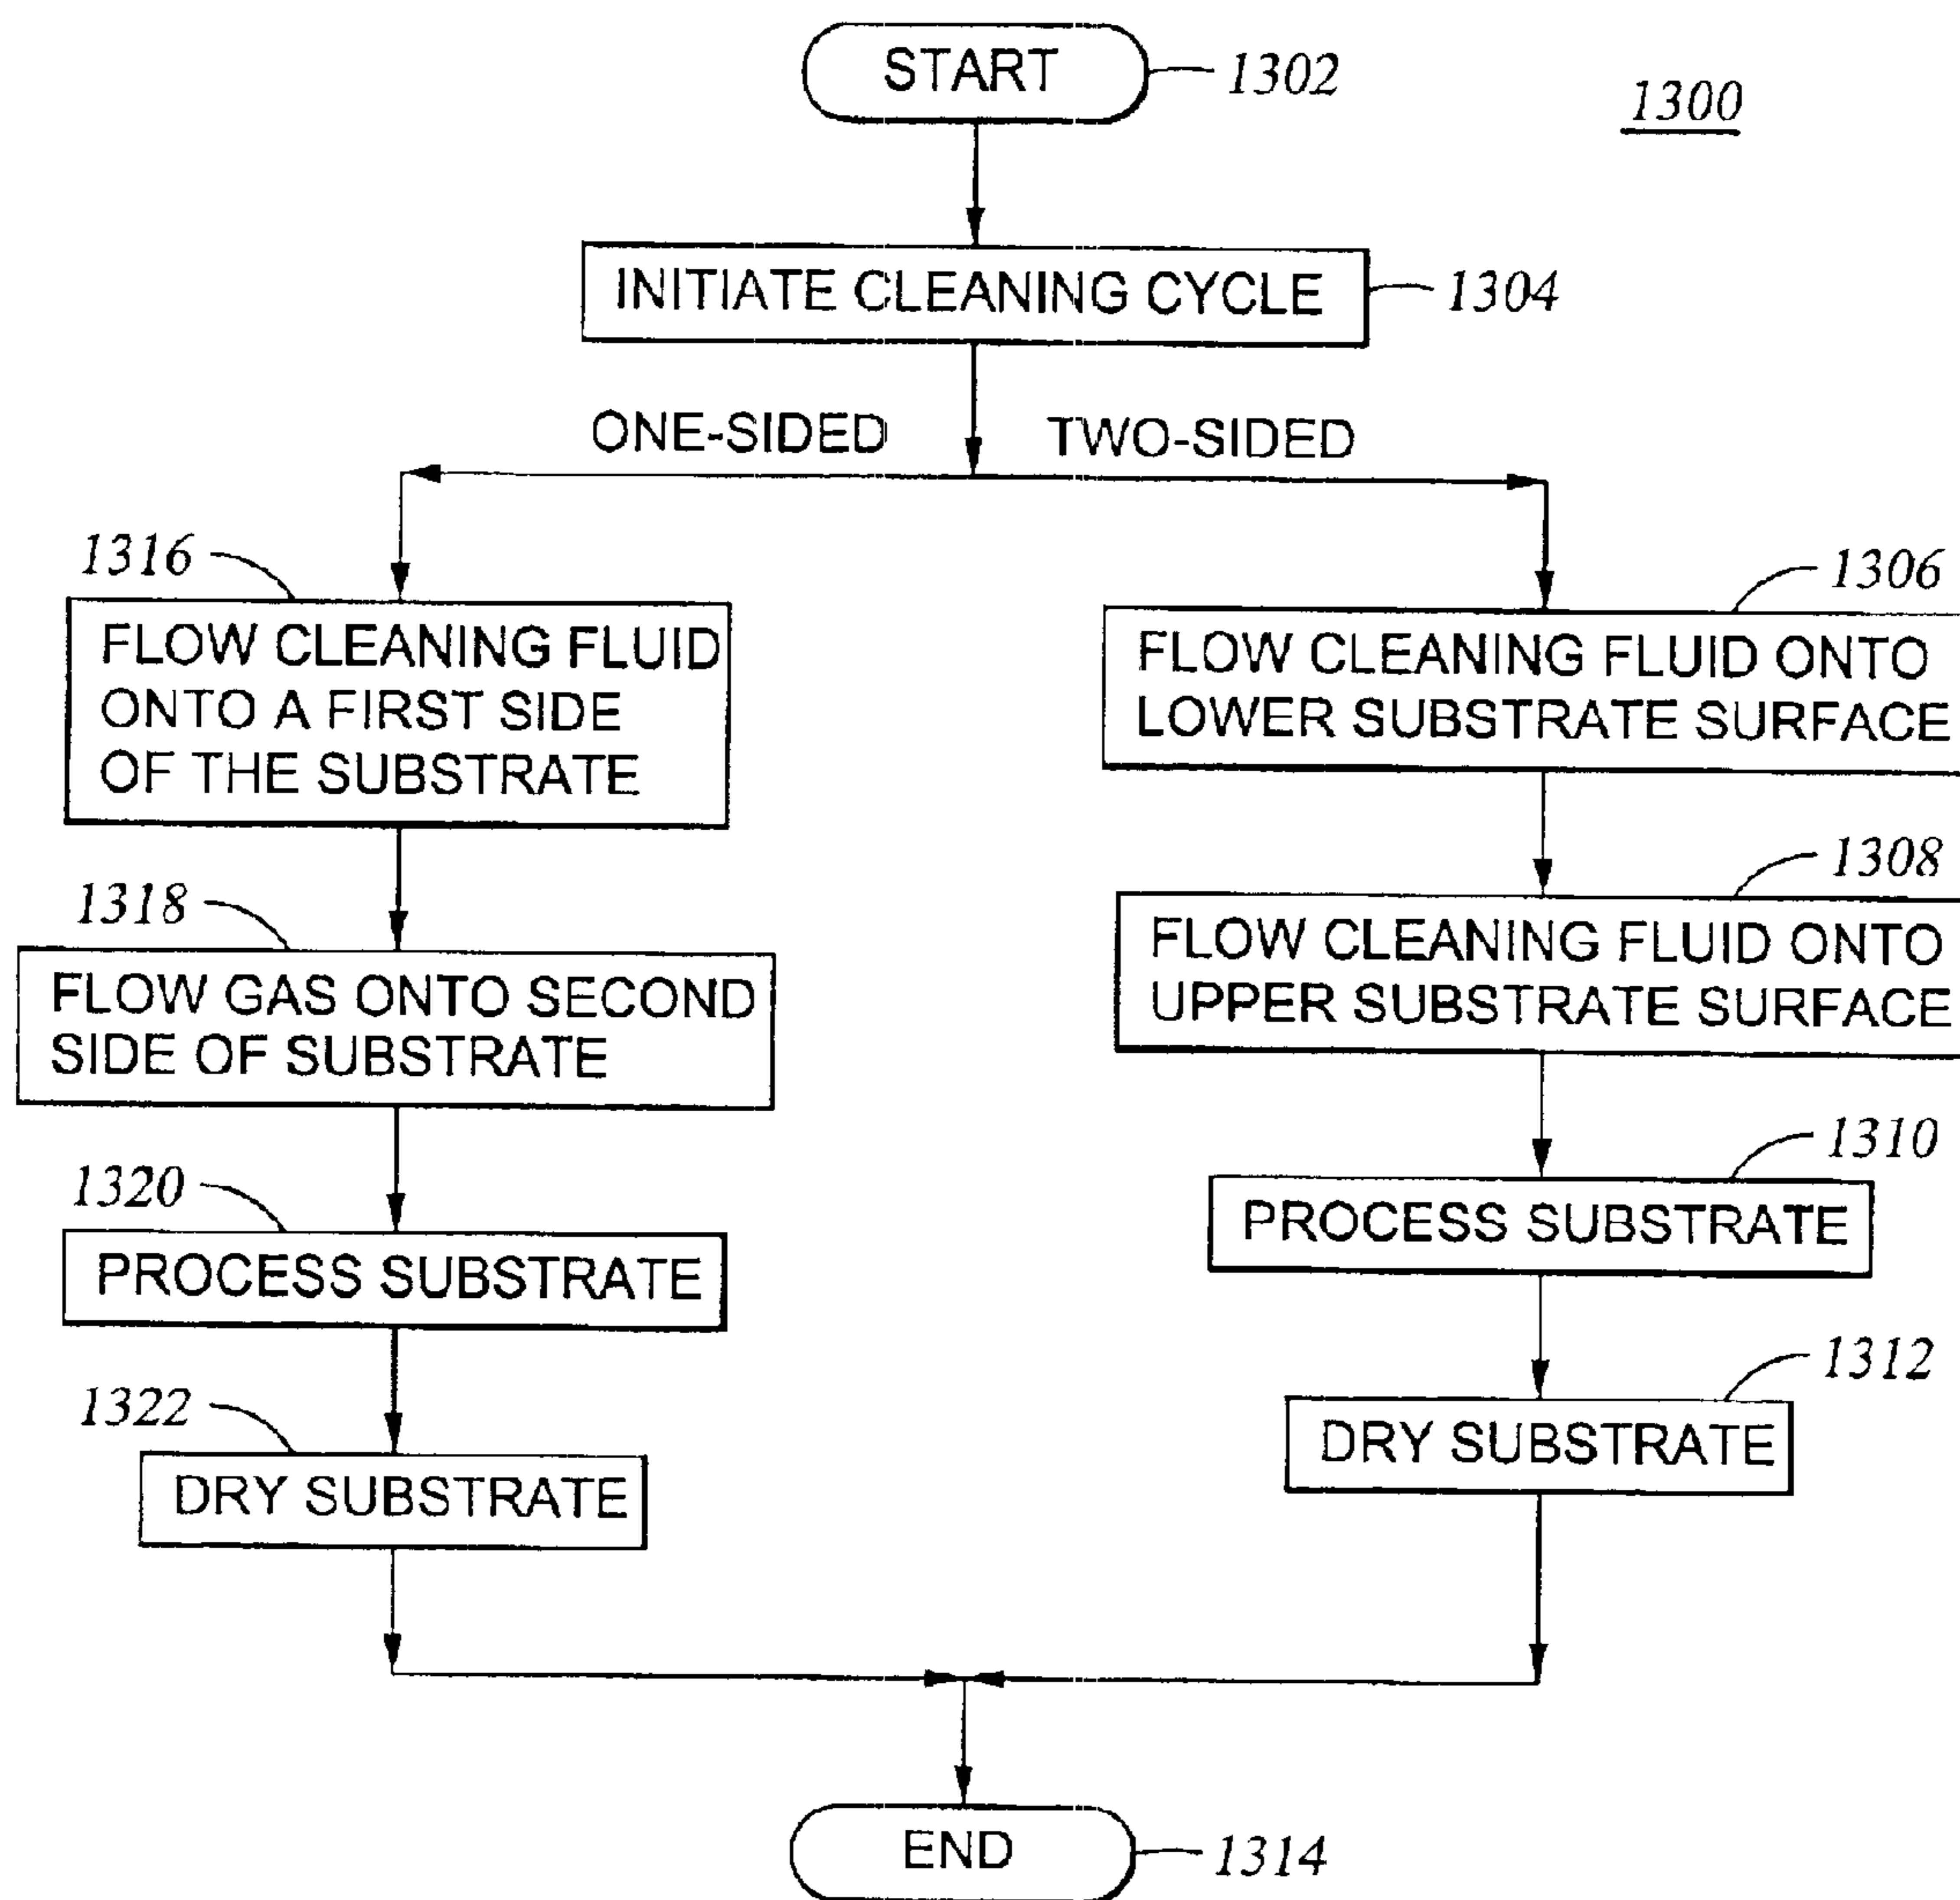 START
1302
1300
INITIATE CLEANING CYCLE
1304
ONE-SIDED
TWO-SIDED
1316
FLOW CLEANING FLUID
ONTO A FIRST SIDE
OF THE SUBSTRATE
1306
FLOW CLEANING FLUID ONTO
LOWER SUBSTRATE SURFACE
1318
FLOW GAS ONTO SECOND
SIDE OF SUBSTRATE
1308
FLOW CLEANING FLUID ONTO
UPPER SUBSTRATE SURFACE
1320
PROCESS SUBSTRATE
1310
PROCESS SUBSTRATE
1322
DRY SUBSTRATE
1312
DRY SUBSTRATE
END
1314